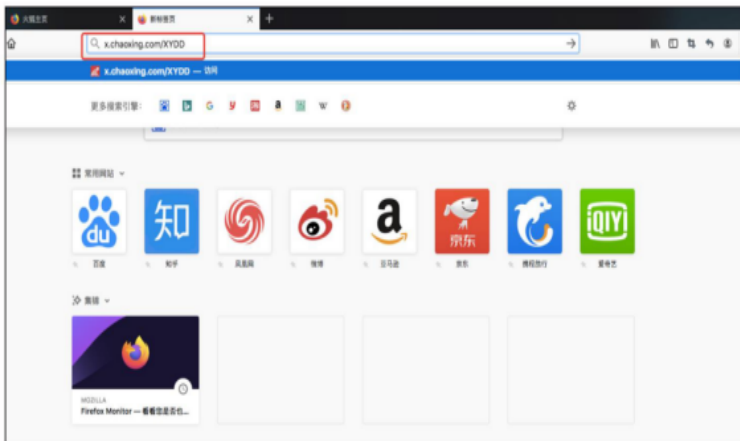 火狐主页
新标签页
x.chaoxing.com/XYDD
x.chaoxing.com/XYDD — 访问
更多搜索引擎:
G y a W
常用网站
du 知 a 京东 iQIYI
百度 知乎 凤凰网 微博 亚马逊 京东 携程旅行 爱奇艺
集锦
MOZILLA
Firefox Monitor — 看看您是否也...